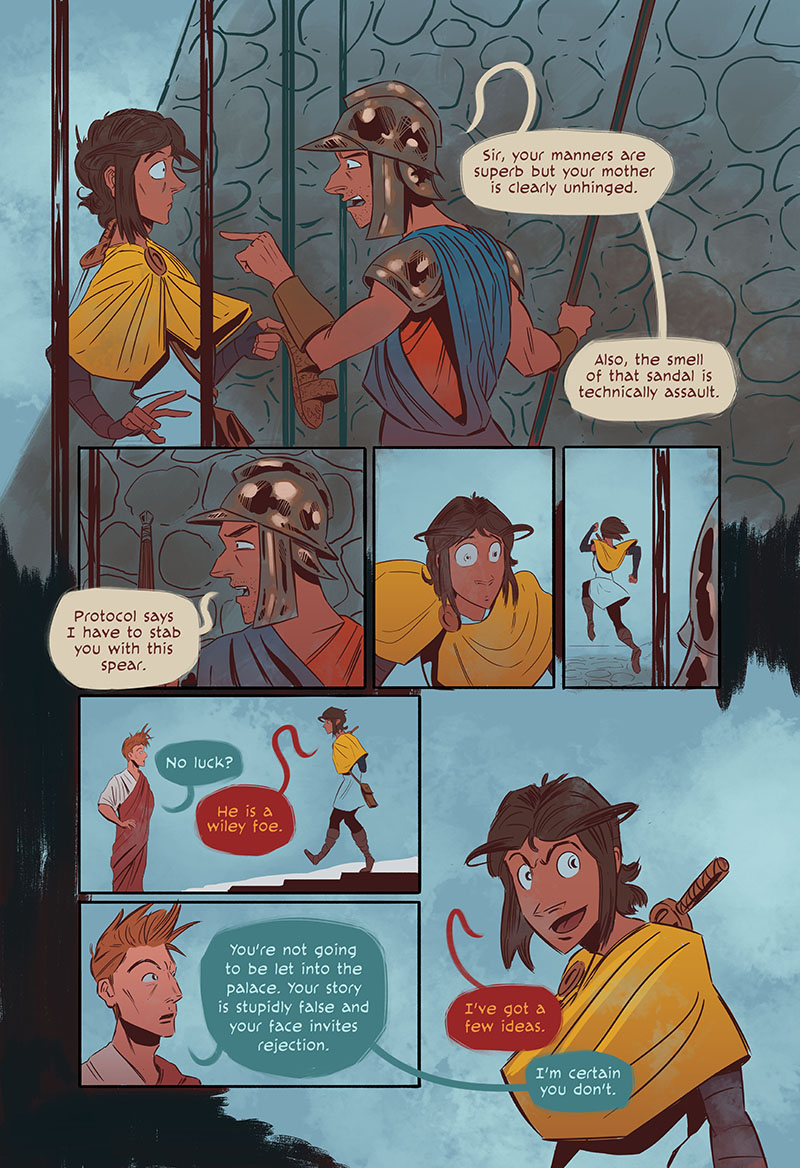 Sir, your manners are
superb but your mother
is clearly unhinged.
Also, the smell
of that sandal is
technically assault.
Protocol says
I have to stab
you with this
spear.
No luck?
He is a
wiley foe.
You're not going
to be let into the
palace. Your story
is stupidly false and
your face invites
rejection.
I've got a
few ideas.
I'm certain
you don't.